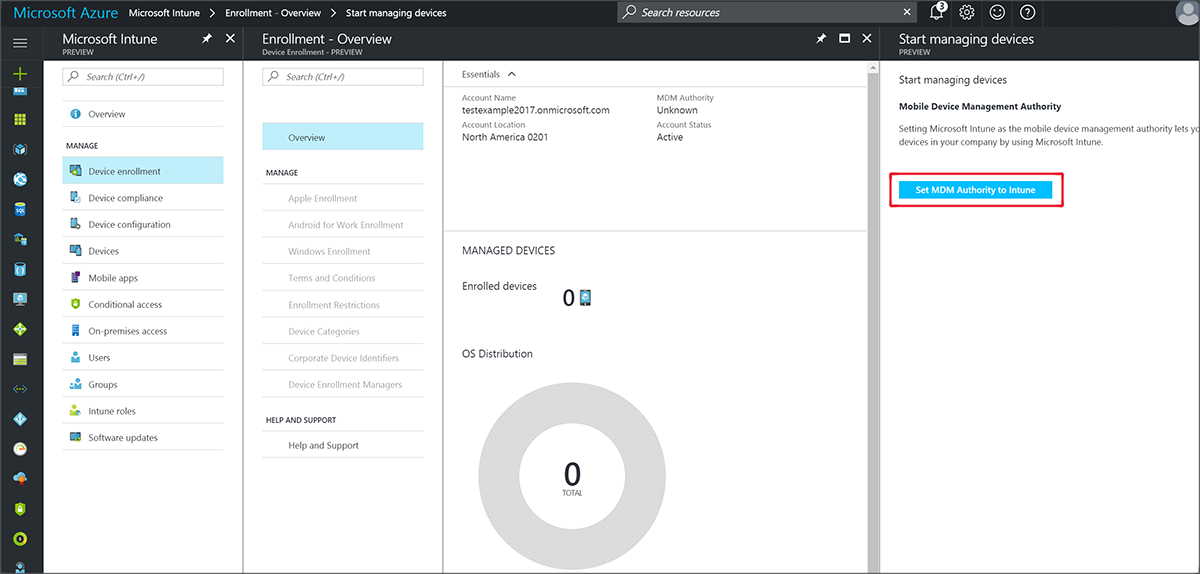 Microsoft Azure Microsoft Intune > Enrollment - Overview > Start managing devices
Search resources
3
Microsoft Intune
PREVIEW
Search (Ctrl+/)
Overview
MANAGE
Device enrollment
Device compliance
Device configuration
Devices
Mobile apps
Conditional access
On-premises access
Users
Groups
Intune roles
Software updates
Enrollment - Overview
Device Enrollment - PREVIEW
Search (Ctrl+/)
Overview
MANAGE
Apple Enrollment
Android for Work Enrollment
Windows Enrollment
Terms and Conditions
Enrollment Restrictions
Device Categories
Corporate Device Identifiers
Device Enrollment Managers
HELP AND SUPPORT
Help and Support
Essentials
Account Name
testexample2017.onmicrosoft.com
Account Location
North America 0201
MDM Authority
Unknown
Account Status
Active
MANAGED DEVICES
Enrolled devices
0
OS Distribution
0
TOTAL
Start managing devices
PREVIEW
Start managing devices
Mobile Device Management Authority
Setting Microsoft Intune as the mobile device management authority lets
devices in your company by using Microsoft Intune.
Set MDM Authority to Intune